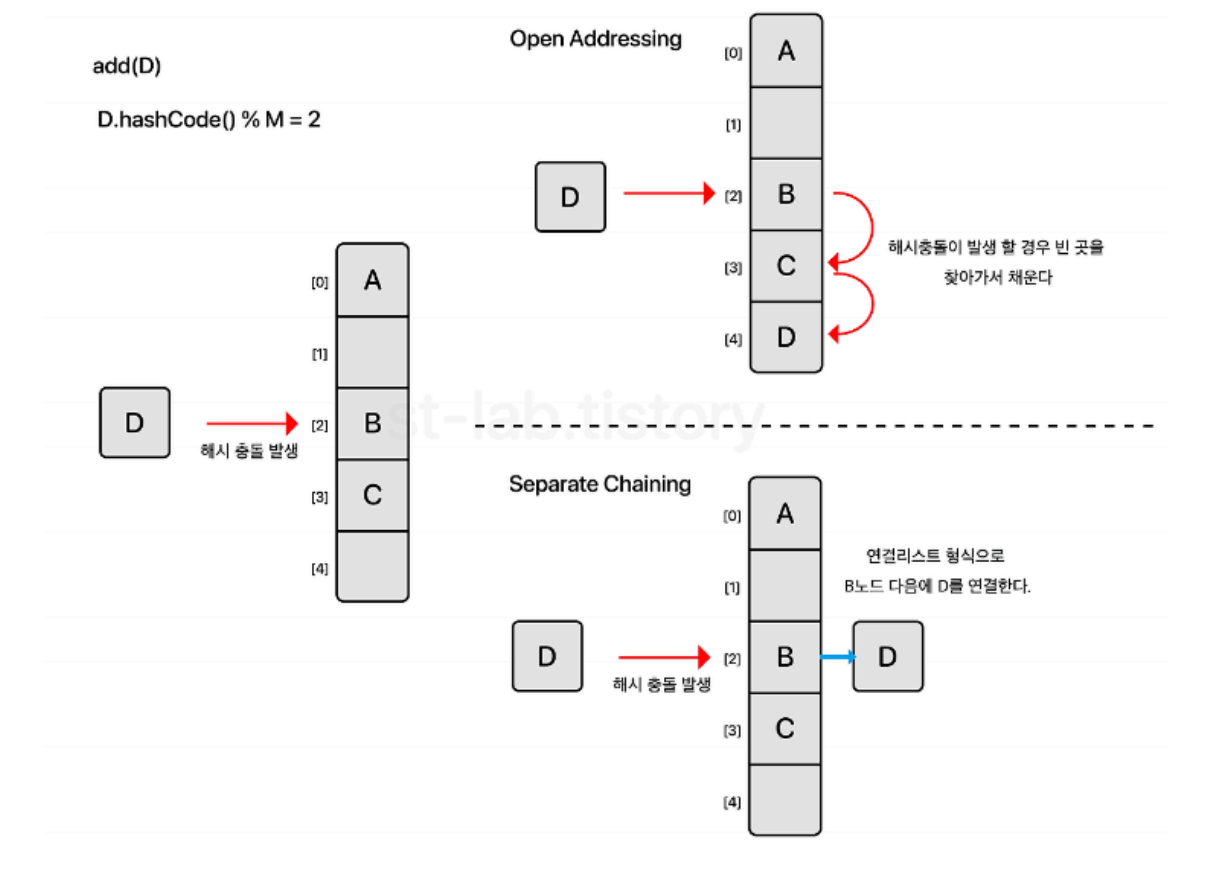 add(D)
D.hashCode() % M = 2
[0] A
[1]
D
해시 충돌 발생
[2] B
[3] C
[4]
Open Addressing
[0] A
[1]
D
[2] B
[3] C
[4] D
해시충돌이 발생 할 경우 빈 곳을
찾아가서 채운다
st-lab.tistory
Separate Chaining
[0] A
[1]
연결리스트 형식으로
B노드 다음에 D를 연결한다.
D
해시 충돌 발생
[2] B D
[3] C
[4]